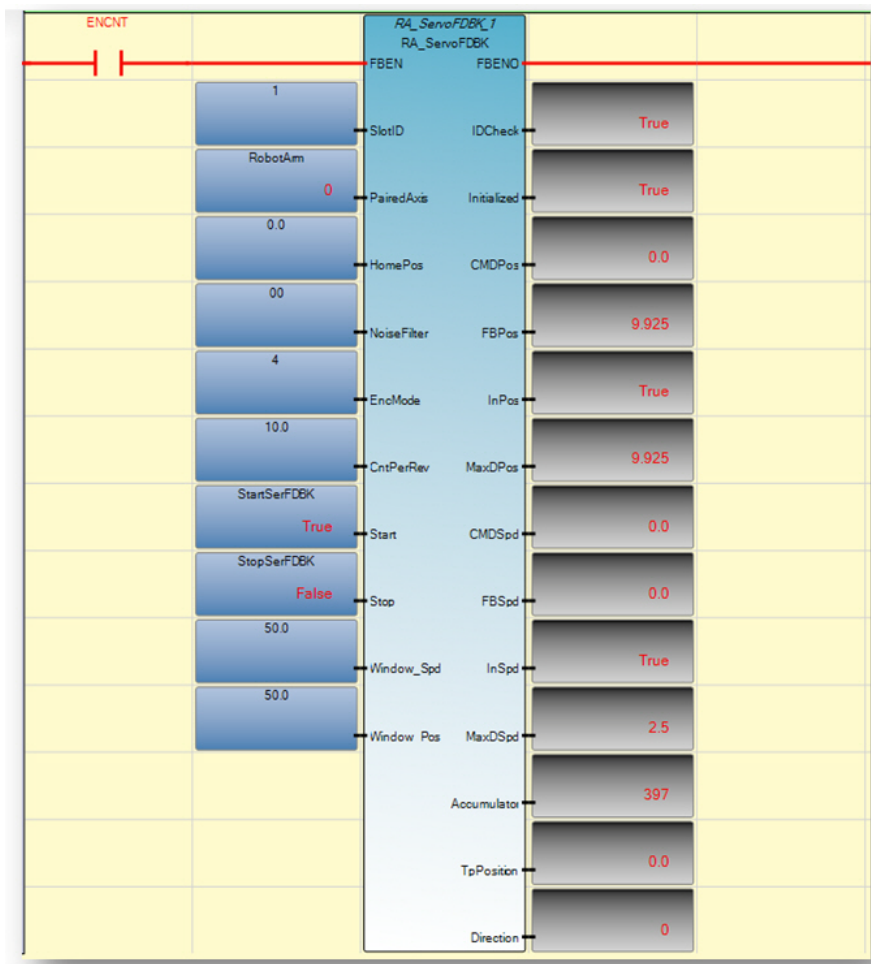 ENCNT
RA_ServoFDBK_1
RA_ServoFDBK
FBEN FBENO
1
SlotID IDCheck True
RobotArm
0 PairedAxis Initialized True
0.0
HomePos CMDPos 0.0
00
NoiseFilter FBPos 9.925
4
EncMode InPos True
10.0
CntPerRev MaxDPos 9.925
StartSerFDBK
True Start CMDSpd 0.0
StopSerFDBK
False Stop FBSpd 0.0
50.0
Window_Spd InSpd True
50.0
Window_Pos MaxDSpd 2.5
Accumulator 397
TpPosition 0.0
Direction 0